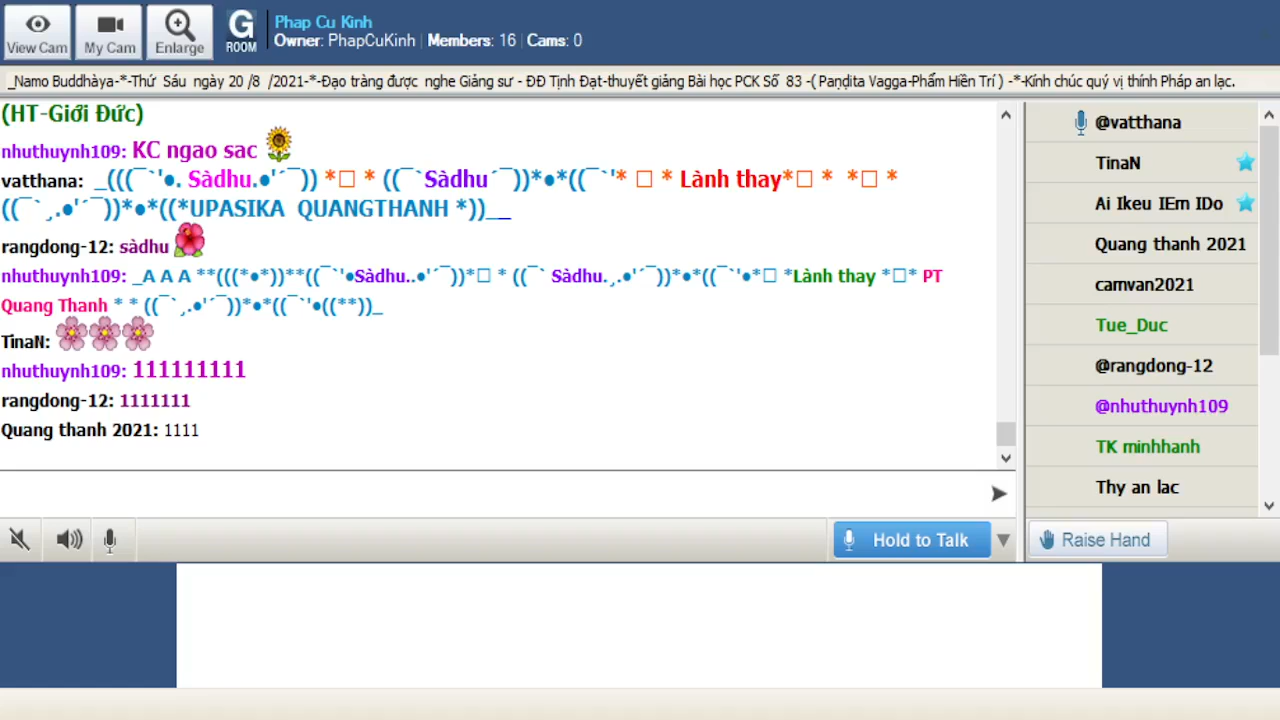 View Cam
My Cam
Enlarge
G
ROOM
Phap Cu Kinh
Owner: PhapCuKinh | Members: 16 | Cams: 0
_Namo Buddhàya-*-Thứ Sáu ngày 20 /8 /2021-*-Đạo tràng được nghe Giảng sư - ĐĐ Tịnh Đạt-thuyết giảng Bài học PCK Số 83 -( Paṇḍita Vagga-Phẩm Hiền Trí ) -*-Kính chúc quý vị thính Pháp an lạc.
(HT-Giới Đức)
nhuthuynh109: KC ngao sac
vatthana: _(((¯`'•. Sàdhu.•'´¯)) *□ * ((¯`Sàdhu´¯))*•*((¯`'* □ * Lành thay*□ * *□ *
((¯`¸.•'´¯))*•*((*UPASIKA QUANGTHANH *))__
rangdong-12: sàdhu
nhuthuynh109: _A A A **(((*•*))**((¯`'•Sàdhu..•'´¯))*□ * ((¯` Sàdhu.¸.•'´¯))*•*((¯`'•*□ *Lành thay *□* PT
Quang Thanh * * ((¯`¸.•'´¯))*•*((¯`'•((**))_
TinaN:
nhuthuynh109: 111111111
rangdong-12: 1111111
Quang thanh 2021: 1111
Hold to Talk
@vatthana
TinaN
Ai Ikeu IEm IDo
Quang thanh 2021
camvan2021
Tue_Duc
@rangdong-12
@nhuthuynh109
TK minhhanh
Thy an lac
Raise Hand